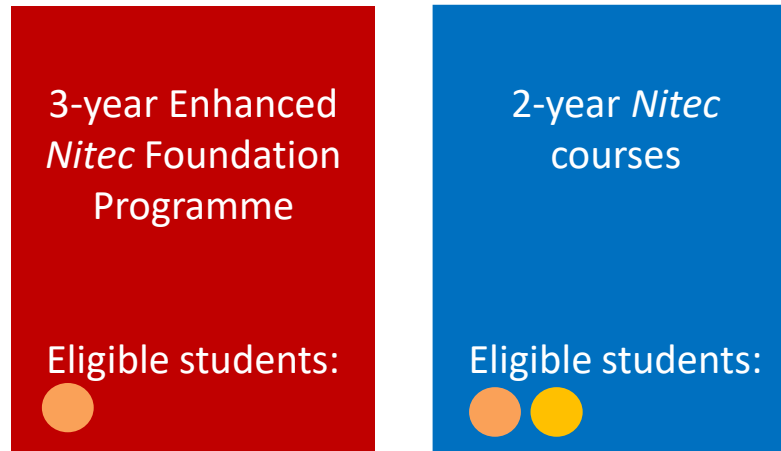 3-year Enhanced
Nitec Foundation
Programme
Eligible students:
2-year Nitec
courses
Eligible students: